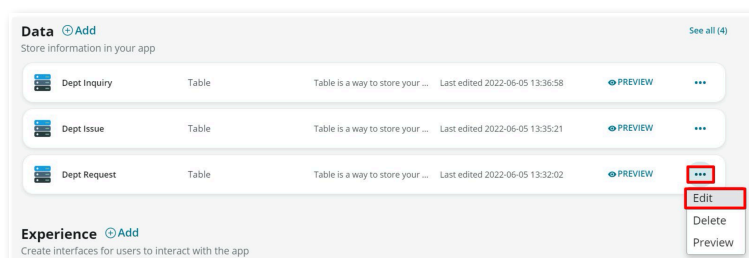 Data Add See all (4)
Store information in your app
Dept Inquiry Table Table is a way to store your ... Last edited 2022-06-05 13:36:58 PREVIEW
Dept Issue Table Table is a way to store your ... Last edited 2022-06-05 13:35:21 PREVIEW
Dept Request Table Table is a way to store your ... Last edited 2022-06-05 13:32:02 PREVIEW
Edit
Delete
Preview
Experience Add
Create interfaces for users to interact with the app